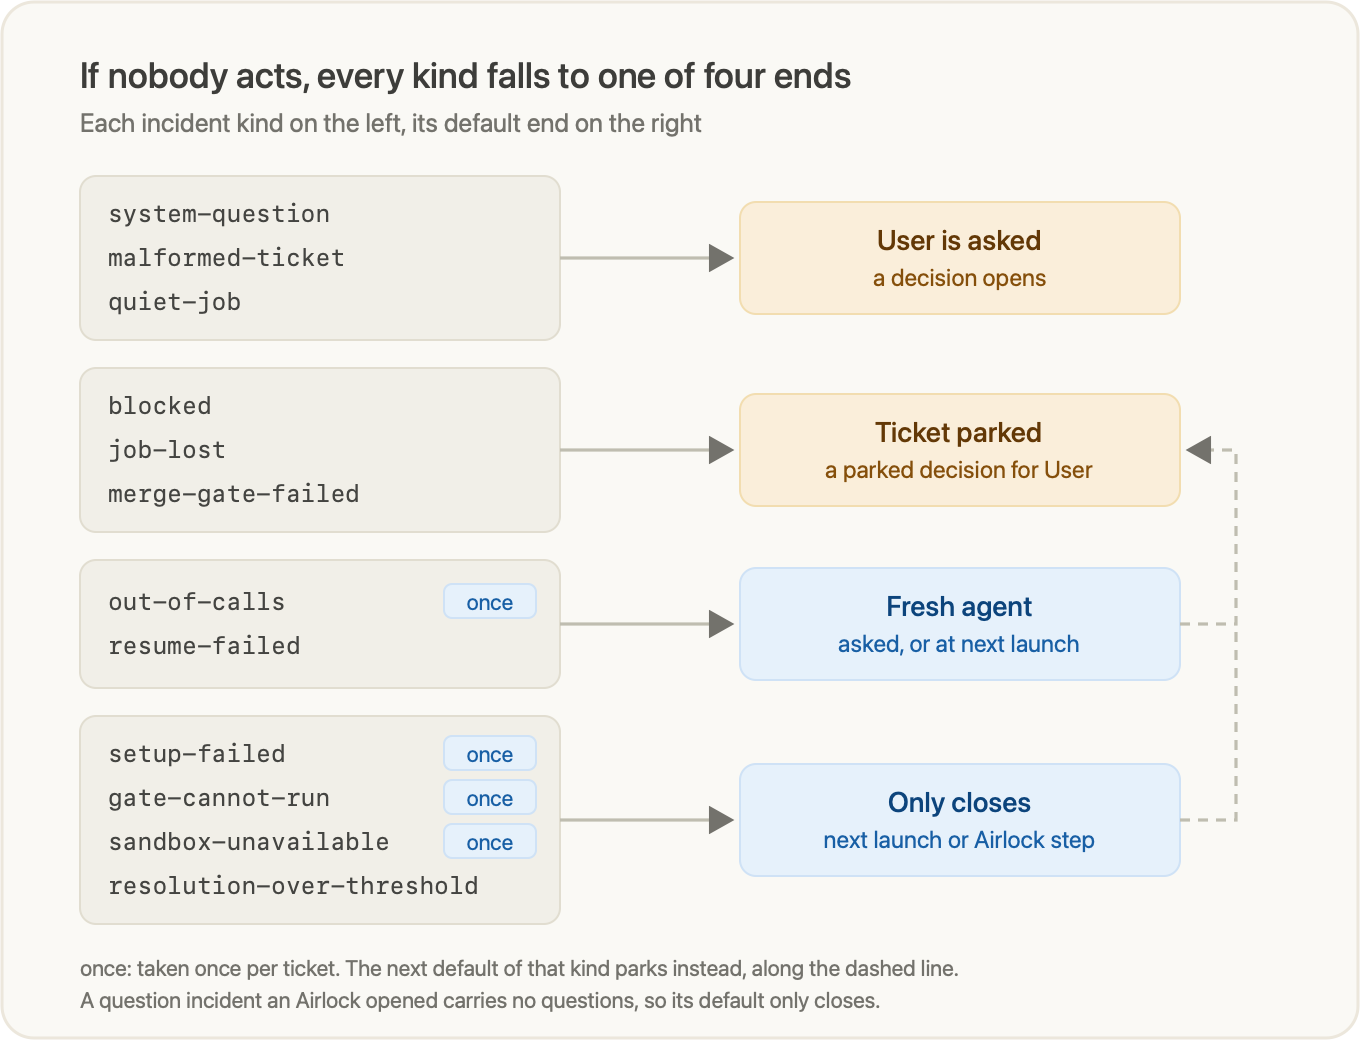 If nobody acts, every kind falls to one of four ends
Each incident kind on the left, its default end on the right
system-question
malformed-ticket
quiet-job
User is asked
a decision opens
blocked
job-lost
merge-gate-failed
Ticket parked
a parked decision for User
out-of-calls once
resume-failed
Fresh agent
asked, or at next launch
setup-failed once
gate-cannot-run once
sandbox-unavailable once
resolution-over-threshold
Only closes
next launch or Airlock step
once: taken once per ticket. The next default of that kind parks instead, along the dashed line.
A question incident an Airlock opened carries no questions, so its default only closes.